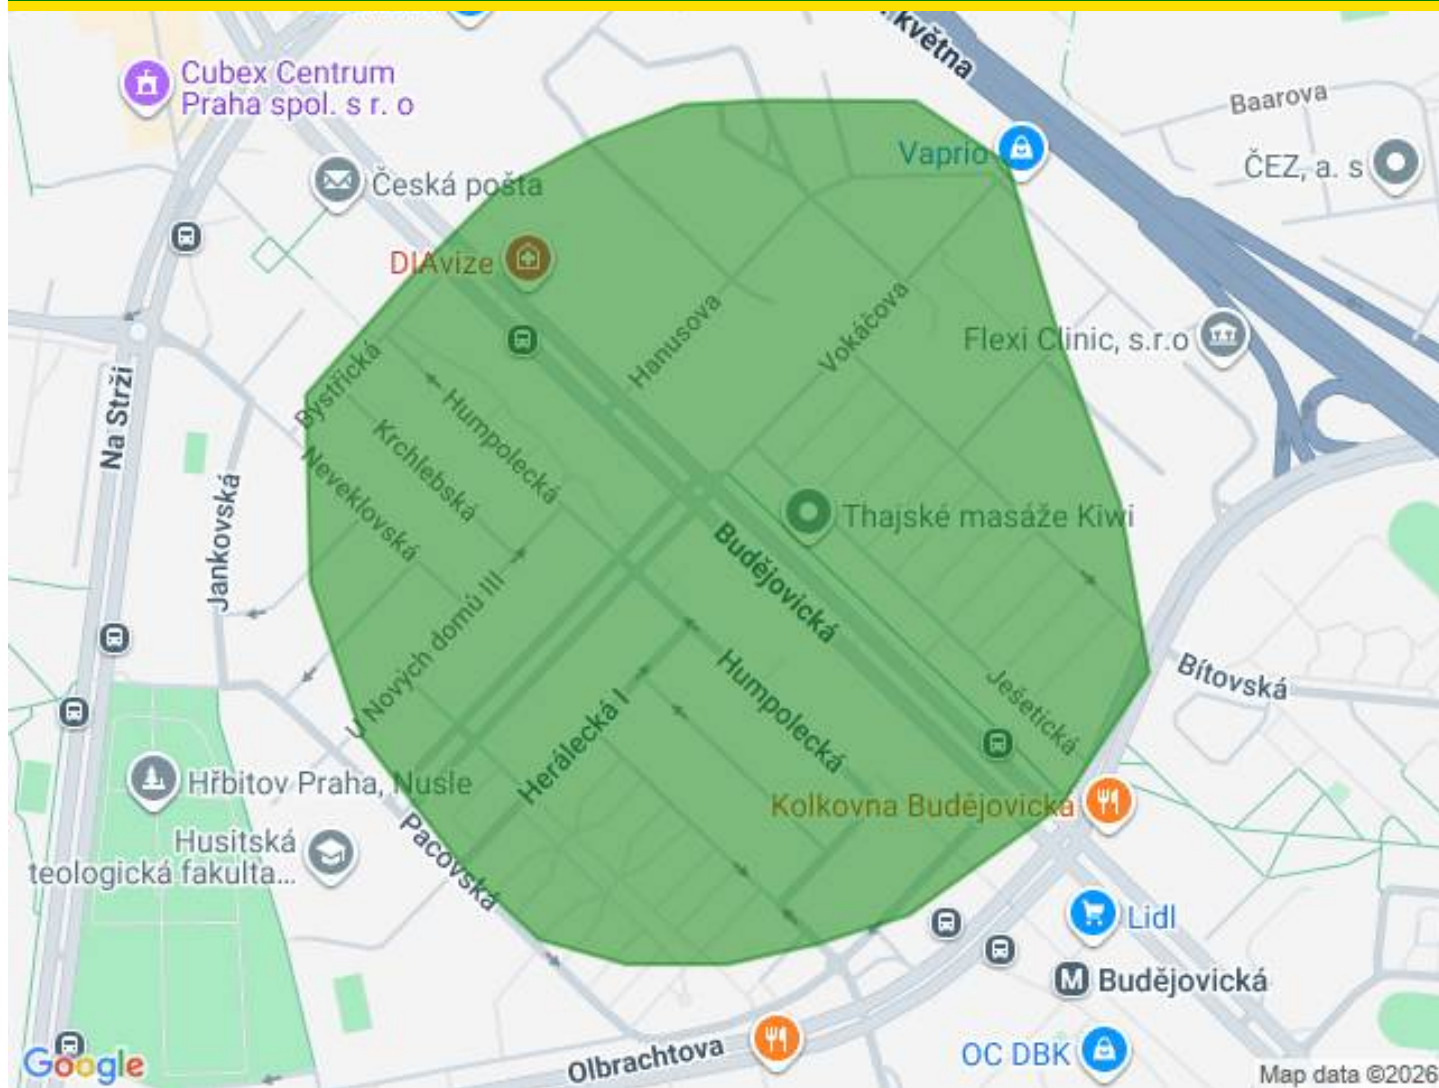 května
Cubex Centrum
Praha spol. s r. o
Baarova
Vaprio
ČEZ, a. s
Česká pošta
DIAvize
Hanusova
Vokáčova
Flexi Clinic, s.r.o
Na Strži
Bystřická
Humpolecká
Krchlebská
Neveklovská
Jankovská
Thajské masáže Kiwi
Budějovická
U Nových domů III
Bítovská
Ješetická
Humpolecká
Herálecká I
Hřbitov Praha, Nusle
Kolkovna Budějovická
Husitská
teologická fakulta...
Pacovská
Lidl
M Budějovická
Olbrachtova
OC DBK
Google
Map data ©2026